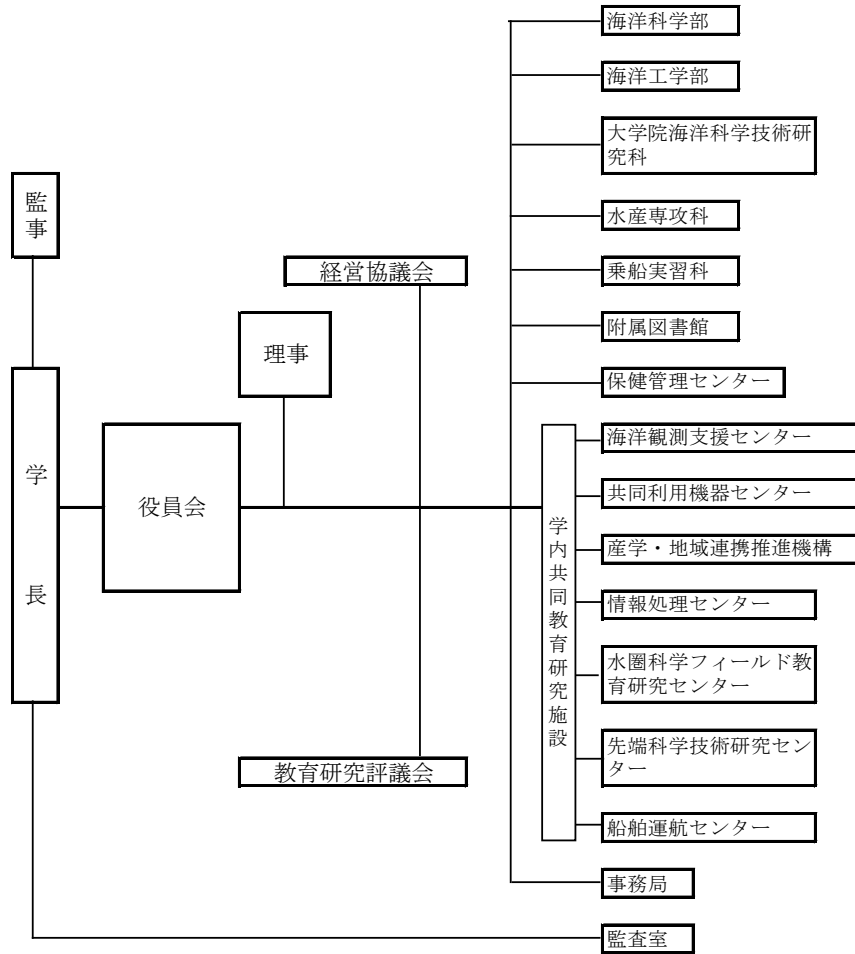 海洋科学部
海洋工学部
大学院海洋科学技術研
究科
監事
水産専攻科
経営協議会
乗船実習科
理事
附属図書館
保健管理センター
学長
役員会
学内共同教育研究施設
海洋観測支援センター
共同利用機器センター
産学・地域連携推進機構
情報処理センター
水圏科学フィールド教
育研究センター
先端科学技術研究セン
ター
船舶運航センター
教育研究評議会
事務局
監査室